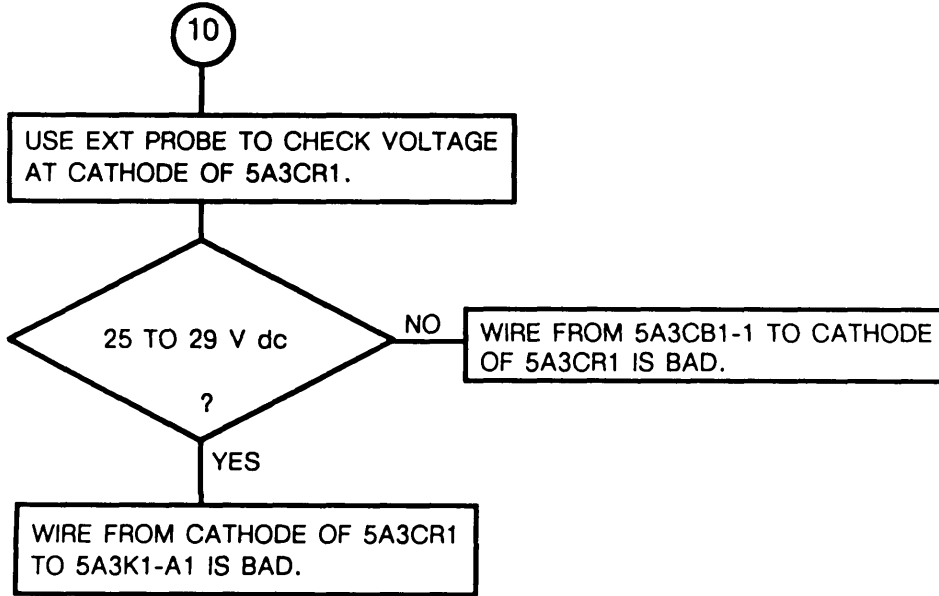 10
USE EXT PROBE TO CHECK VOLTAGE
AT CATHODE OF 5A3CR1.
25 TO 29 V dc
?
NO
WIRE FROM 5A3CB1-1 TO CATHODE
OF 5A3CR1 IS BAD.
YES
WIRE FROM CATHODE OF 5A3CR1
TO 5A3K1-A1 IS BAD.